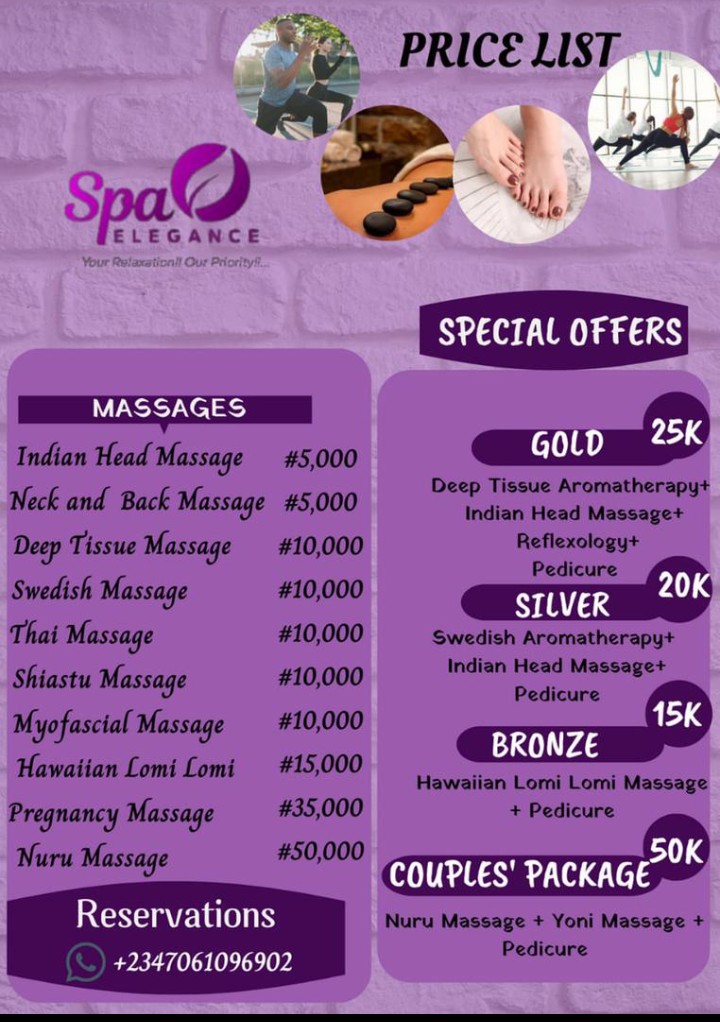 PRICE LIST
Spa
ELEGANCE
Your Relaxation!! Our Priority!!...
SPECIAL OFFERS
MASSAGES
Indian Head Massage #5,000
Neck and Back Massage #5,000
Deep Tissue Massage #10,000
Swedish Massage #10,000
Thai Massage #10,000
Shiastu Massage #10,000
Myofascial Massage #10,000
Hawaiian Lomi Lomi #15,000
Pregnancy Massage #35,000
Nuru Massage #50,000
Reservations
+2347061096902
GOLD 25K
Deep Tissue Aromatherapy+
Indian Head Massage+
Reflexology+
Pedicure
SILVER 20K
Swedish Aromatherapy+
Indian Head Massage+
Pedicure
BRONZE 15K
Hawaiian Lomi Lomi Massage
+ Pedicure
COUPLES' PACKAGE 50K
Nuru Massage + Yoni Massage +
Pedicure